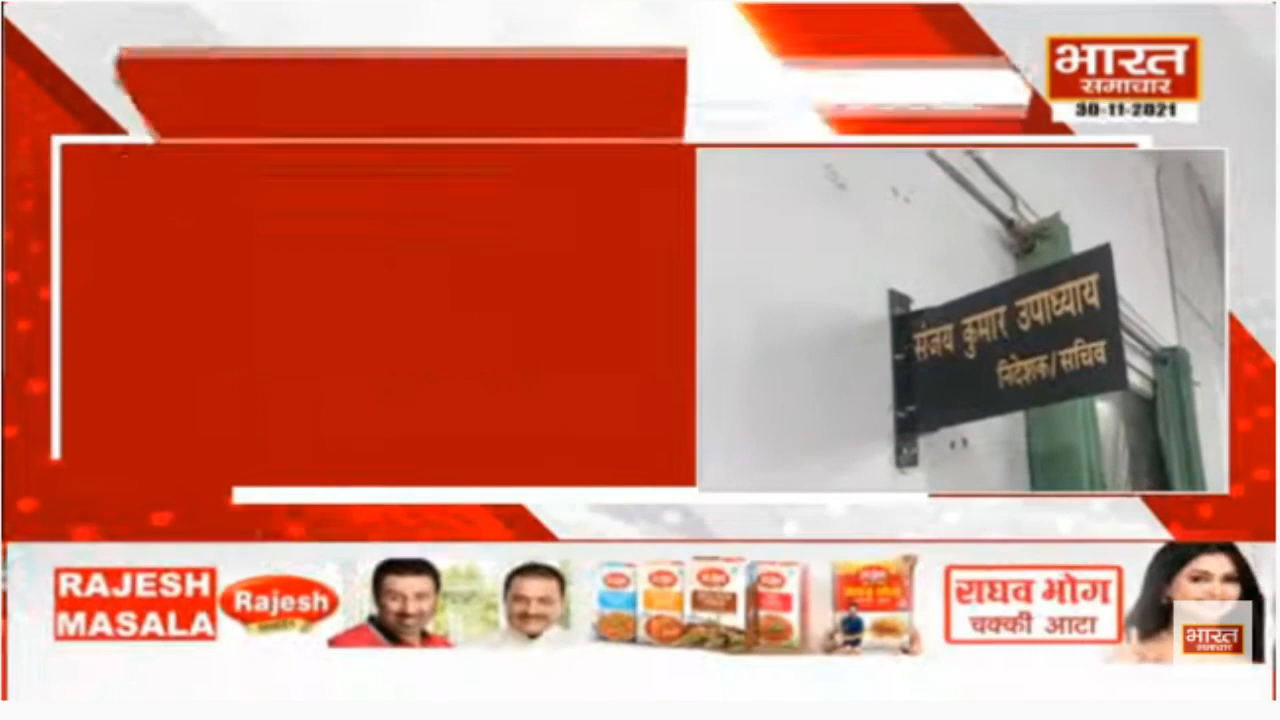 भारत
समाचार
30-11-2021
संजय कुमार उपाध्याय
निदेशक/सचिव
RAJESH
MASALA
Rajesh
राघव भोग
चक्की आटा
भारत
समाचार